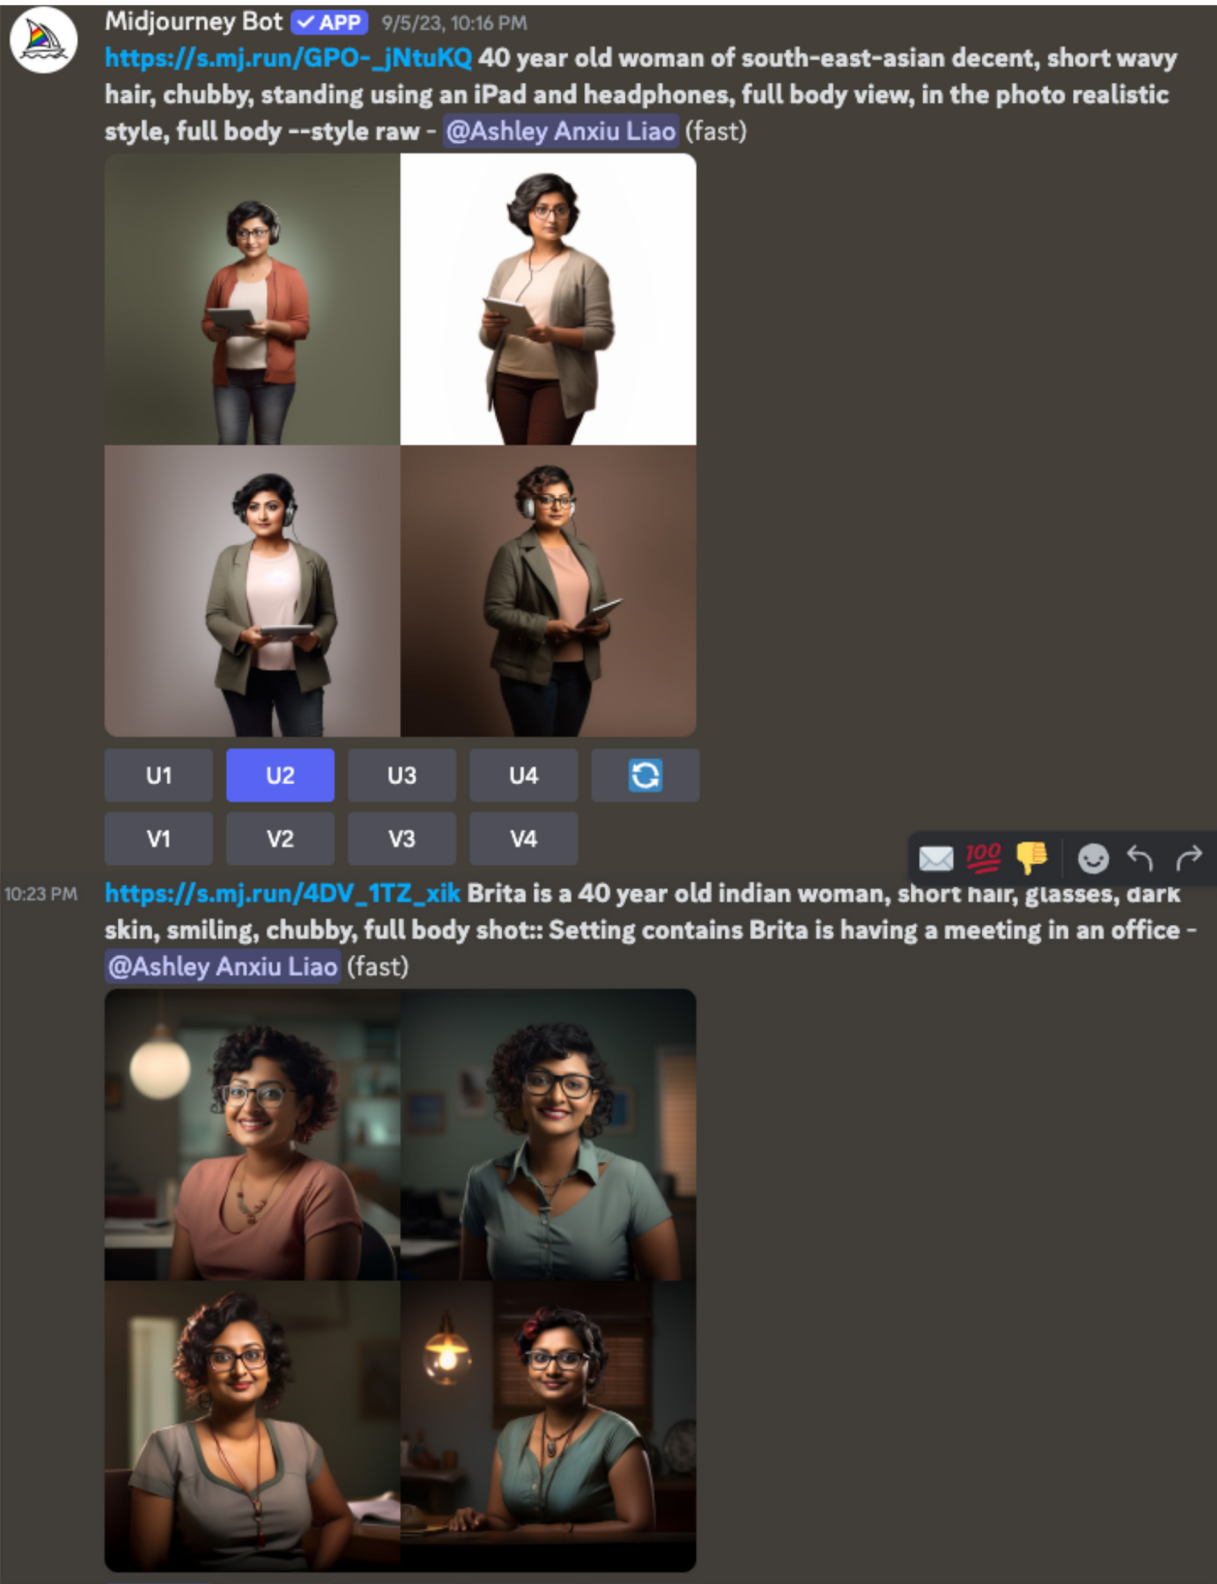 Midjourney Bot ✓ APP 9/5/23, 10:16 PM
https://s.mj.run/GPO-_jNtuKQ 40 year old woman of south-east-asian decent, short wavy
hair, chubby, standing using an iPad and headphones, full body view, in the photo realistic
style, full body --style raw - @Ashley Anxiu Liao (fast)
U1 U2 U3 U4
V1 V2 V3 V4
100
10:23 PM https://s.mj.run/4DV_1TZ_xik Brita is a 40 year old indian woman, short hair, glasses, dark
skin, smiling, chubby, full body shot:: Setting contains Brita is having a meeting in an office -
@Ashley Anxiu Liao (fast)